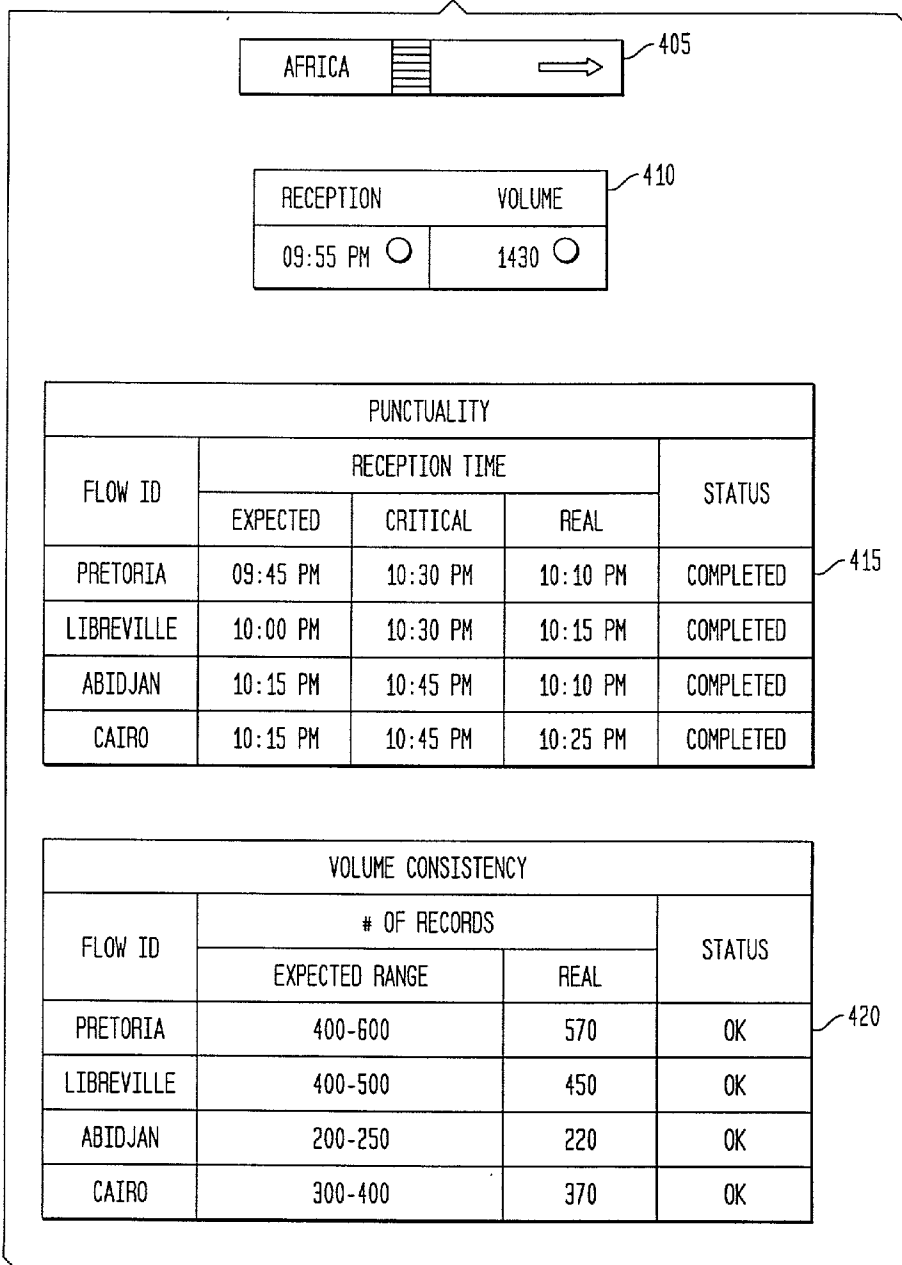 AFRICA
405
410
RECEPTION VOLUME
09:55 PM 1430
PUNCTUALITY
FLOW ID RECEPTION TIME STATUS
EXPECTED CRITICAL REAL
PRETORIA 09:45 PM 10:30 PM 10:10 PM COMPLETED
415
LIBREVILLE 10:00 PM 10:30 PM 10:15 PM COMPLETED
ABIDJAN 10:15 PM 10:45 PM 10:10 PM COMPLETED
CAIRO 10:15 PM 10:45 PM 10:25 PM COMPLETED
VOLUME CONSISTENCY
FLOW ID # OF RECORDS STATUS
EXPECTED RANGE REAL
PRETORIA 400-600 570 OK
420
LIBREVILLE 400-500 450 OK
ABIDJAN 200-250 220 OK
CAIRO 300-400 370 OK